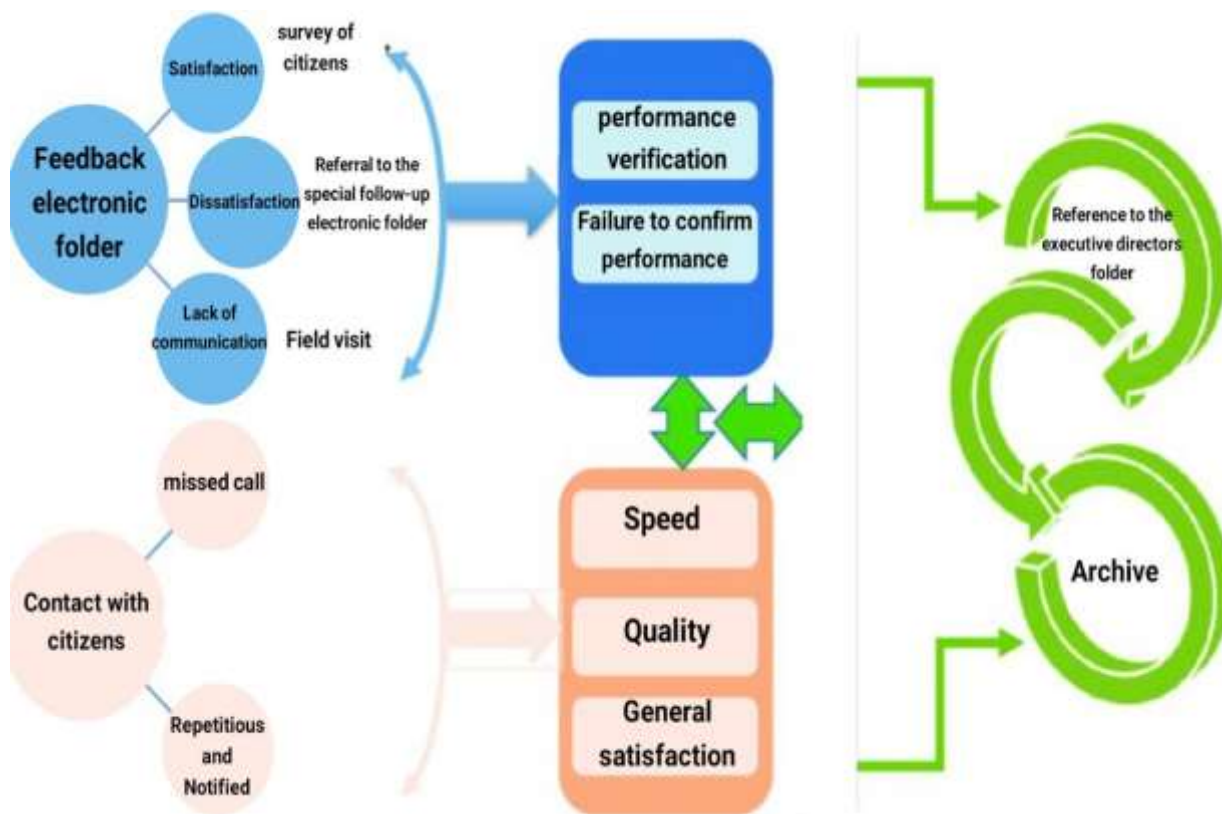 survey of
citizens
Satisfaction
Feedback
electronic
folder
Dissatisfaction
Referral to the
special follow-up
electronic folder
Lack of
communication
Field visit
performance
verification
Failure to confirm
performance
Reference to the
executive directors
folder
missed call
Contact with
citizens
Repetitious
and
Notified
Speed
Quality
General
satisfaction
Archive